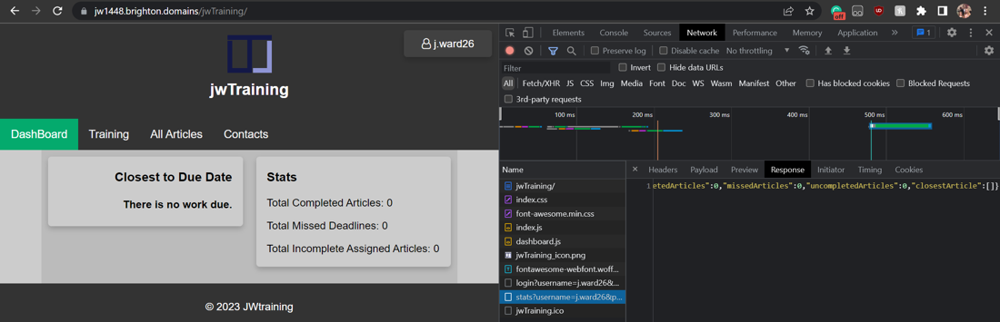 jw1448.brighton.domains/jwTraining/
off
j.ward26
jwTraining
DashBoard Training All Articles Contacts
Closest to Due Date
There is no work due.
Stats
Total Completed Articles: 0
Total Missed Deadlines: 0
Total Incomplete Assigned Articles: 0
© 2023 JWtraining
Elements Console Sources Network Performance Memory Application » 1
Preserve log Disable cache No throttling
Filter Invert Hide data URLs
All Fetch/XHR JS CSS Img Media Font Doc WS Wasm Manifest Other Has blocked cookies Blocked Requests
3rd-party requests
100 ms 200 ms 300 ms 400 ms 500 ms 600 ms
Name Headers Payload Preview Response Initiator Timing Cookies
jwTraining/
index.css
font-awesome.min.css
index.js
dashboard.js
jwTraining_icon.png
fontawesome-webfont.woff...
login?username=j.ward26&...
stats?username=j.ward26&p...
jwTraining.ico
1 etedArticles":0,"missedArticles":0,"uncompletedArticles":0,"closestArticle":[]}